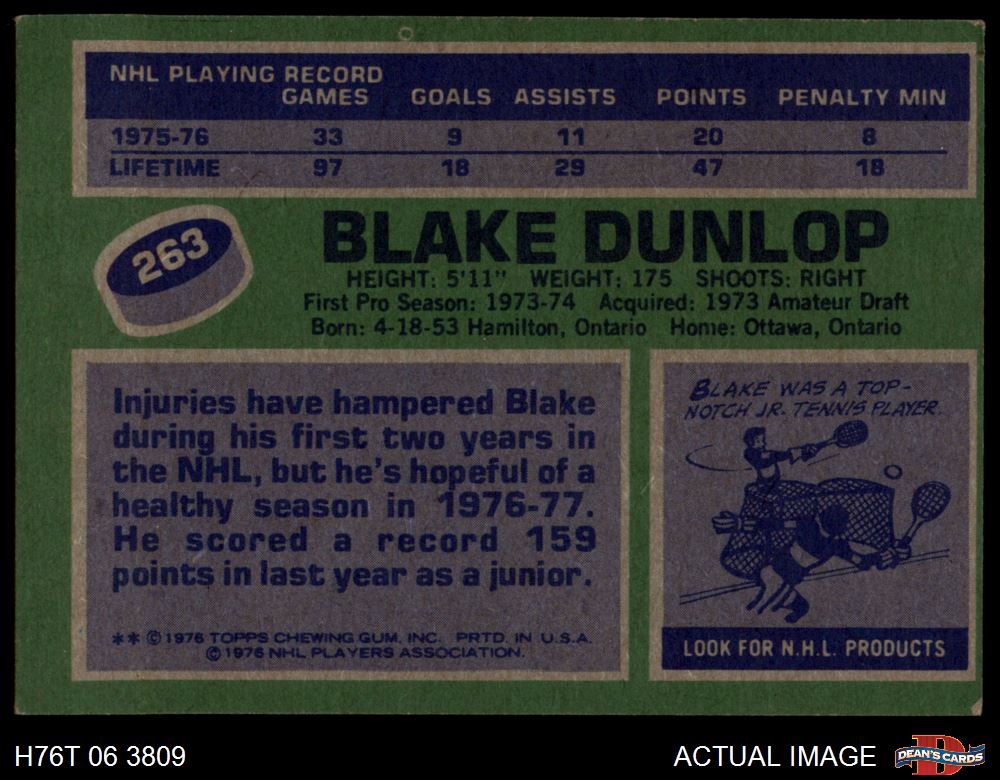 NHL PLAYING RECORD
GAMES GOALS ASSISTS POINTS PENALTY MIN
1975-76 33 9 11 20 8
LIFETIME 97 18 29 47 18
263
BLAKE DUNLOP
HEIGHT: 5'11" WEIGHT: 175 SHOOTS: RIGHT
First Pro Season: 1973-74 Acquired: 1973 Amateur Draft
Born: 4-18-53 Hamilton, Ontario Home: Ottawa, Ontario
Injuries have hampered Blake
during his first two years in
the NHL, but he's hopeful of a
healthy season in 1976-77.
He scored a record 159
points in last year as a junior.
** © 1976 TOPPS CHEWING GUM, INC. PRTD. IN U.S.A.
© 1976 NHL PLAYERS ASSOCIATION.
BLAKE WAS A TOP-
NOTCH JR. TENNIS PLAYER.
LOOK FOR N.H.L. PRODUCTS
H76T 06 3809
ACTUAL IMAGE
D
DEAN'S CARDS